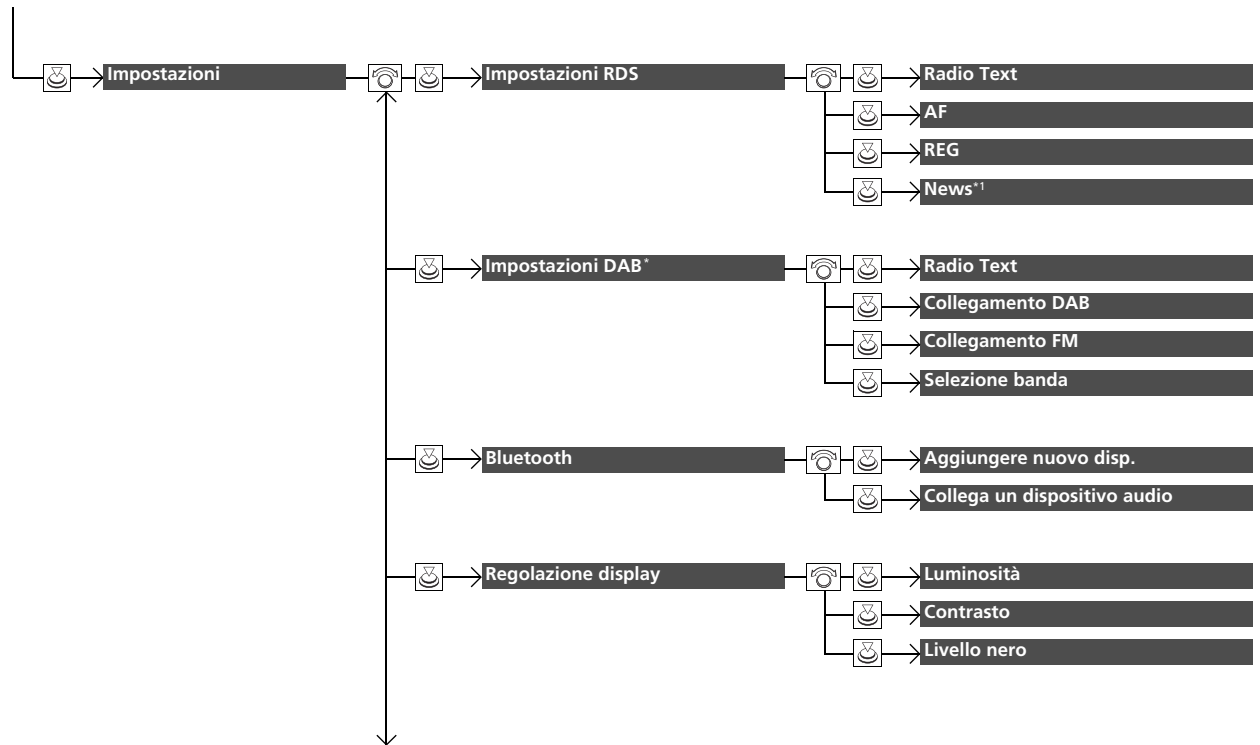 Impostazioni
Impostazioni RDS
Radio Text
AF
REG
News*1
Impostazioni DAB*
Radio Text
Collegamento DAB
Collegamento FM
Selezione banda
Bluetooth
Aggiungere nuovo disp.
Collega un dispositivo audio
Regolazione display
Luminosità
Contrasto
Livello nero